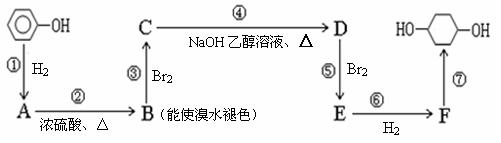 OH
① H₂
A ② 浓硫酸、△ B（能使溴水褪色）
③ Br₂
C ④ NaOH 乙醇溶液、△ D
⑤ Br₂
E ⑥ H₂ F
⑦
HO OH